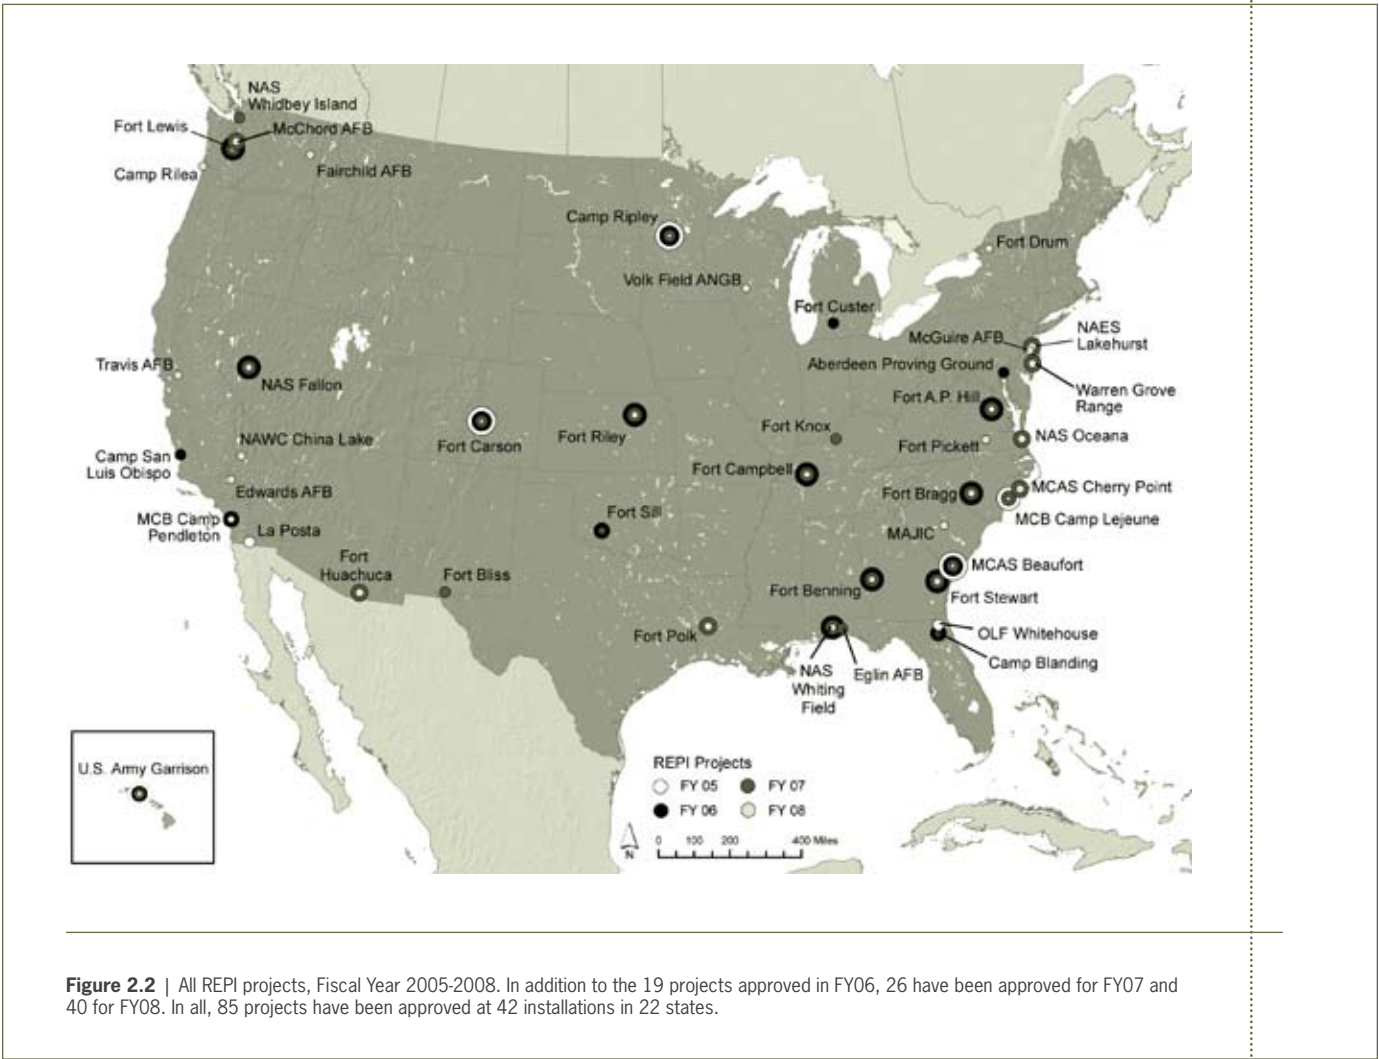 NAS
Whidbey Island
Fort Lewis
McChord AFB
Camp Rilea
Fairchild AFB
Camp Ripley
Fort Drum
Volk Field ANGB
Fort Custer
NAES
Lakehurst
McGuire AFB
Aberdeen Proving Ground
Travis AFB
NAS Fallon
Warren Grove
Range
Fort A.P. Hill
Fort Carson
Fort Riley
Fort Knox
NAS Oceana
NAWC China Lake
Fort Pickett
Camp San
Luis Obispo
Fort Campbell
Edwards AFB
Fort Bragg
MCAS Cherry Point
MCB Camp
Pendleton
La Posta
Fort Sill
MCB Camp Lejeune
MAJIC
Fort
Huachuca
Fort Bliss
MCAS Beaufort
Fort Benning
Fort Stewart
Fort Polk
OLF Whitehouse
Camp Blanding
NAS
Whiting
Field
Eglin AFB
U.S. Army Garrison
REPI Projects
FY 05
FY 07
FY 06
FY 08
N
0 100 200 400 Miles
Figure 2.2 | All REPI projects, Fiscal Year 2005-2008. In addition to the 19 projects approved in FY06, 26 have been approved for FY07 and
40 for FY08. In all, 85 projects have been approved at 42 installations in 22 states.